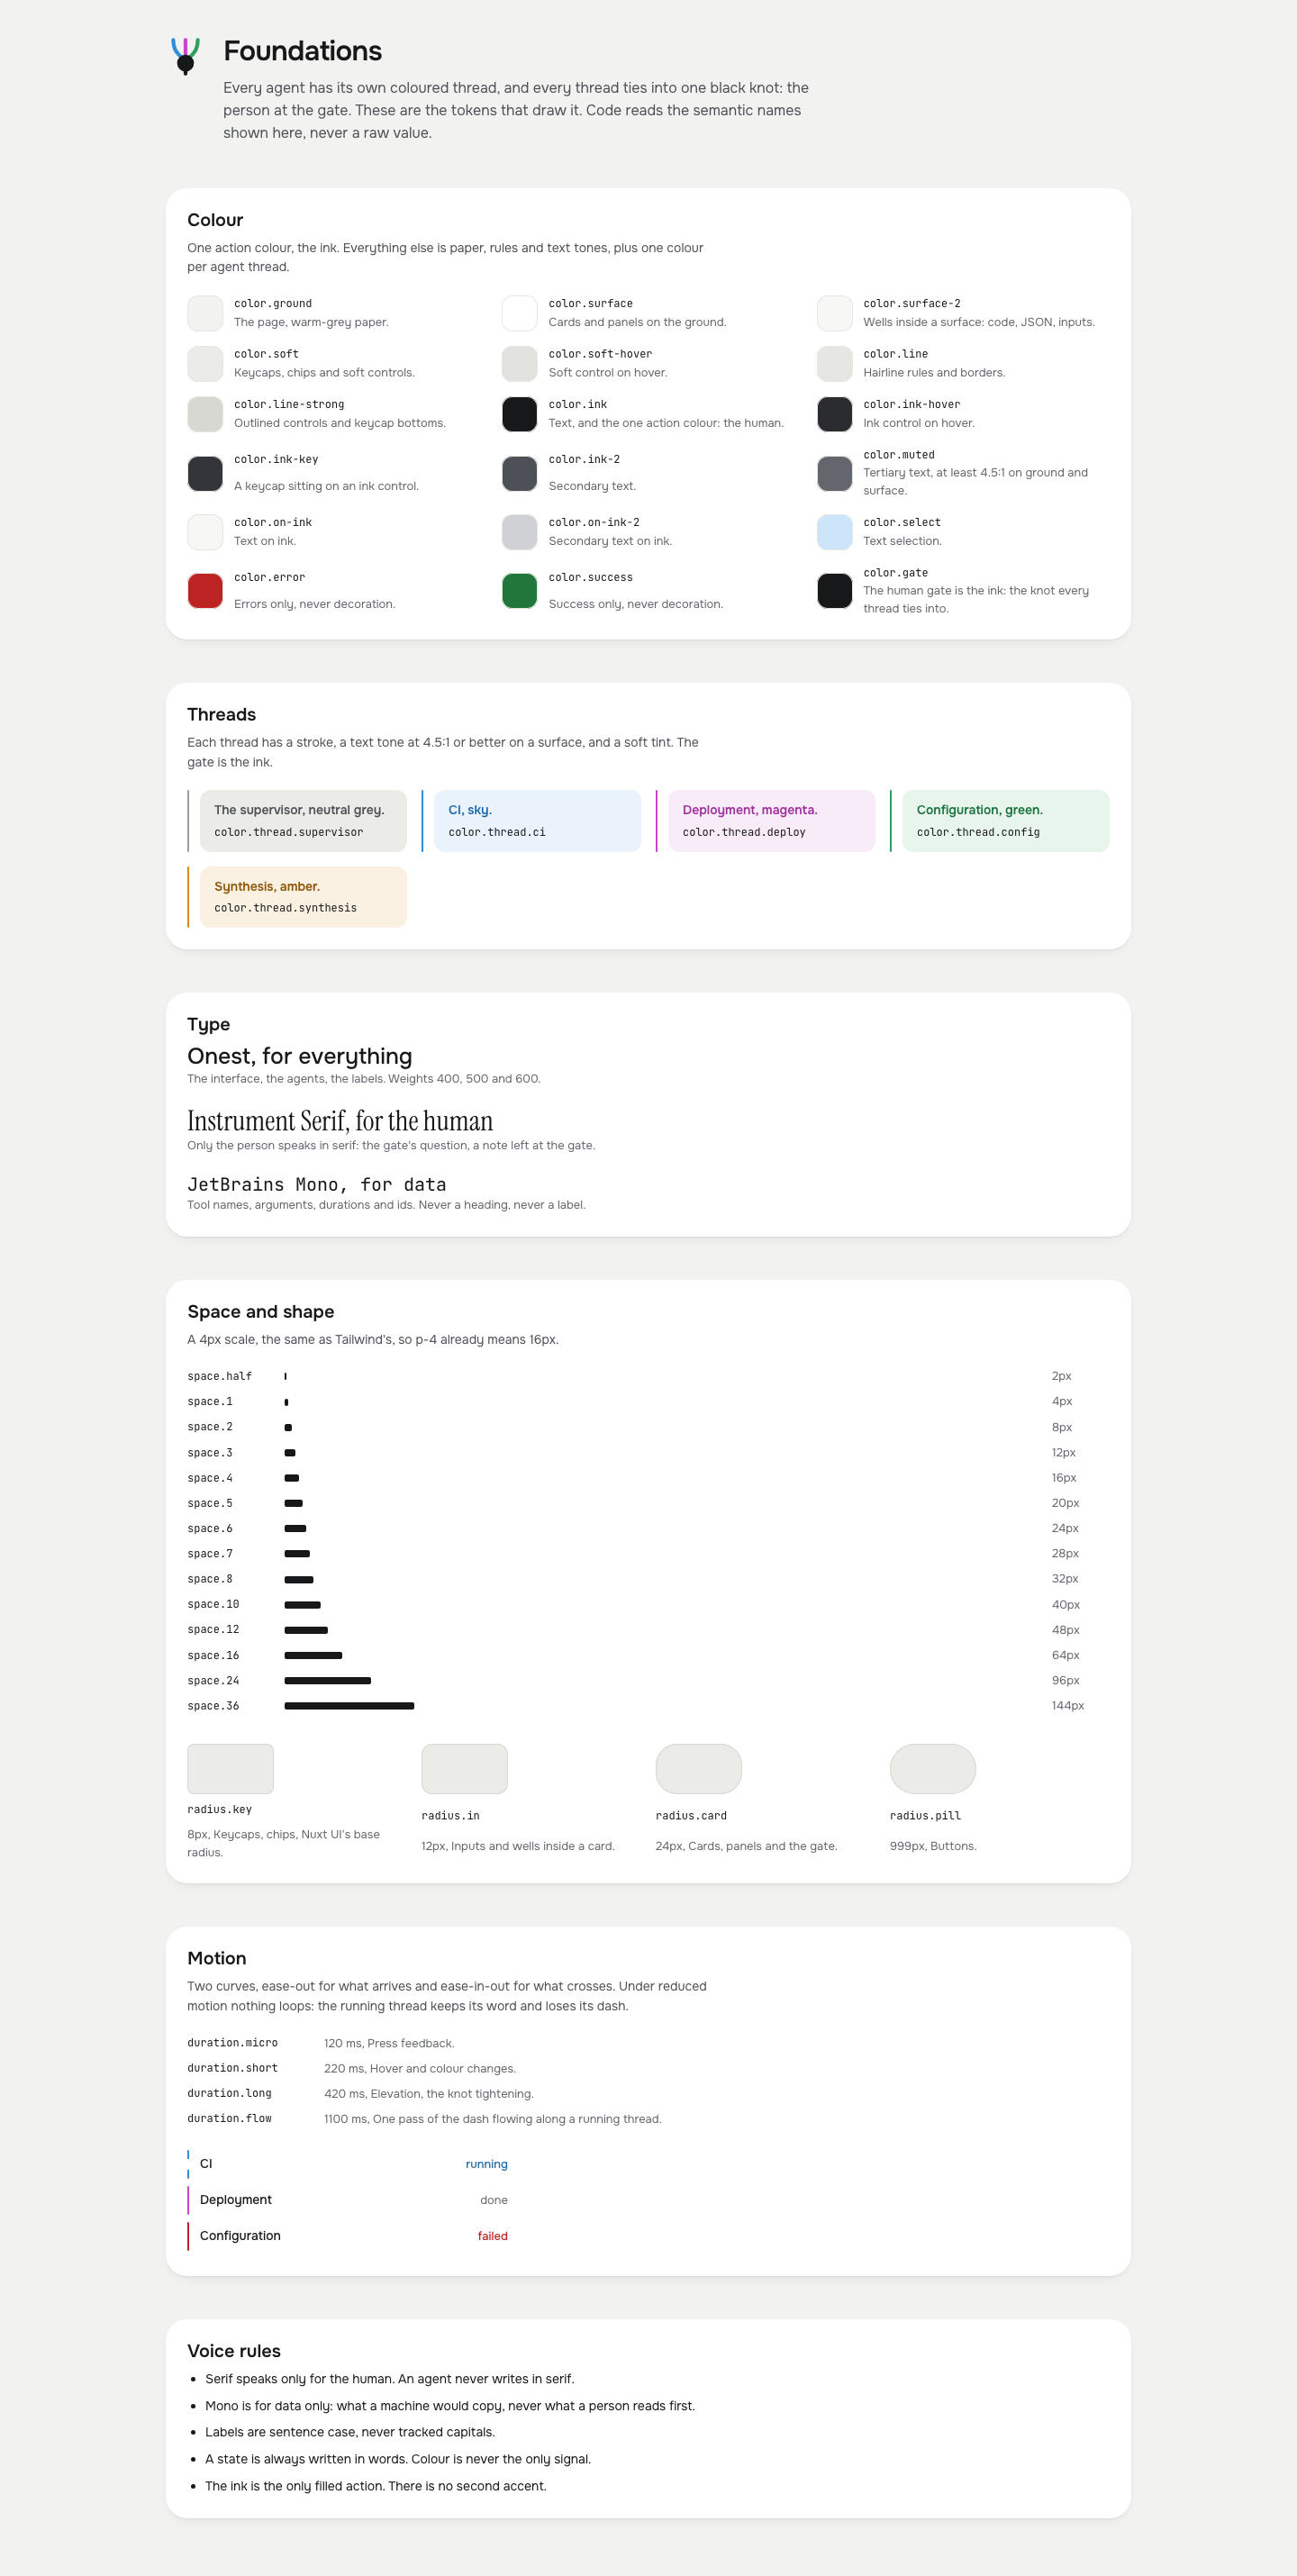 Foundations
Every agent has its own coloured thread, and every thread ties into one black knot: the
person at the gate. These are the tokens that draw it. Code reads the semantic names
shown here, never a raw value.
Colour
One action colour, the ink. Everything else is paper, rules and text tones, plus one colour
per agent thread.
color.ground
The page, warm-grey paper.
color.surface
Cards and panels on the ground.
color.surface-2
Wells inside a surface: code, JSON, inputs.
color.soft
Keycaps, chips and soft controls.
color.soft-hover
Soft control on hover.
color.line
Hairline rules and borders.
color.line-strong
Outlined controls and keycap bottoms.
color.ink
Text, and the one action colour: the human.
color.ink-hover
Ink control on hover.
color.ink-key
A keycap sitting on an ink control.
color.ink-2
Secondary text.
color.muted
Tertiary text, at least 4.5:1 on ground and
surface.
color.on-ink
Text on ink.
color.on-ink-2
Secondary text on ink.
color.select
Text selection.
color.error
Errors only, never decoration.
color.success
Success only, never decoration.
color.gate
The human gate is the ink: the knot every
thread ties into.
Threads
Each thread has a stroke, a text tone at 4.5:1 or better on a surface, and a soft tint. The
gate is the ink.
The supervisor, neutral grey.
color.thread.supervisor
CI, sky.
color.thread.ci
Deployment, magenta.
color.thread.deploy
Configuration, green.
color.thread.config
Synthesis, amber.
color.thread.synthesis
Type
Onest, for everything
The interface, the agents, the labels. Weights 400, 500 and 600.
Instrument Serif, for the human
Only the person speaks in serif: the gate's question, a note left at the gate.
JetBrains Mono, for data
Tool names, arguments, durations and ids. Never a heading, never a label.
Space and shape
A 4px scale, the same as Tailwind's, so p-4 already means 16px.
space.half 2px
space.1 4px
space.2 8px
space.3 12px
space.4 16px
space.5 20px
space.6 24px
space.7 28px
space.8 32px
space.10 40px
space.12 48px
space.16 64px
space.24 96px
space.36 144px
radius.key
8px, Keycaps, chips, Nuxt UI's base
radius.
radius.in
12px, Inputs and wells inside a card.
radius.card
24px, Cards, panels and the gate.
radius.pill
999px, Buttons.
Motion
Two curves, ease-out for what arrives and ease-in-out for what crosses. Under reduced
motion nothing loops: the running thread keeps its word and loses its dash.
duration.micro 120 ms, Press feedback.
duration.short 220 ms, Hover and colour changes.
duration.long 420 ms, Elevation, the knot tightening.
duration.flow 1100 ms, One pass of the dash flowing along a running thread.
CI running
Deployment done
Configuration failed
Voice rules
• Serif speaks only for the human. An agent never writes in serif.
• Mono is for data only: what a machine would copy, never what a person reads first.
• Labels are sentence case, never tracked capitals.
• A state is always written in words. Colour is never the only signal.
• The ink is the only filled action. There is no second accent.